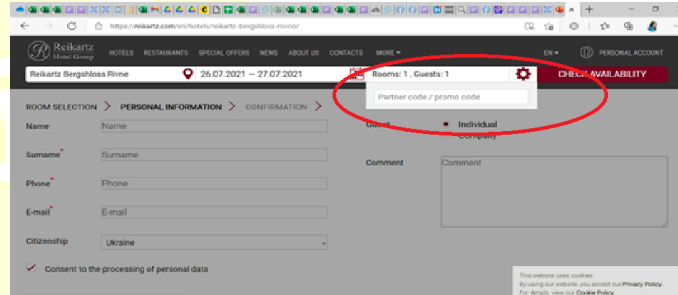 https://reikartz.com/en/hotels/reikartz-bergshloss-rivno/
Reikartz
Hotel Group
HOTELS RESTAURANTS SPECIAL OFFERS NEWS ABOUT US CONTACTS MORE EN PERSONAL ACCOUNT
Reikartz Bergshloss Rivne 26.07.2021 – 27.07.2021 Rooms: 1 , Guests: 1 CHECK AVAILABILITY
Partner code / promo code
ROOM SELECTION > PERSONAL INFORMATION > CONFIRMATION >
Name Name Guest Individual
Company
Surname* Surname
Comment Comment
Phone* Phone
E-mail* E-mail
Citizenship Ukraine
Consent to the processing of personal data
This website uses cookies.
By using our website, you accept our Privacy Policy.
For details, view our Cookie Policy